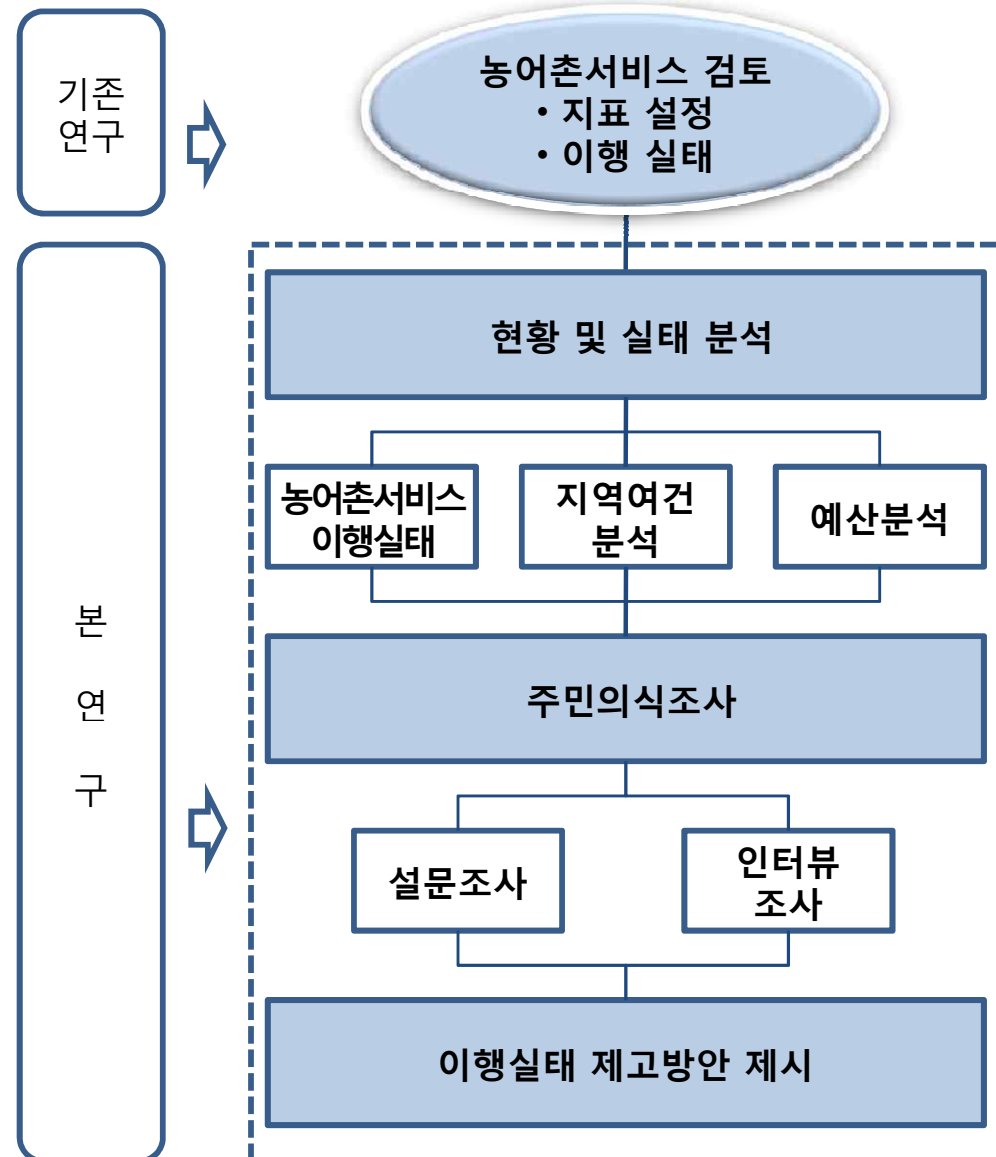 기존
연구
농어촌서비스 검토
• 지표 설정
• 이행 실태
본
연
구
현황 및 실태 분석
농어촌서비스
이행실태
지역여건
분석
예산분석
주민의식조사
설문조사
인터뷰
조사
이행실태 제고방안 제시